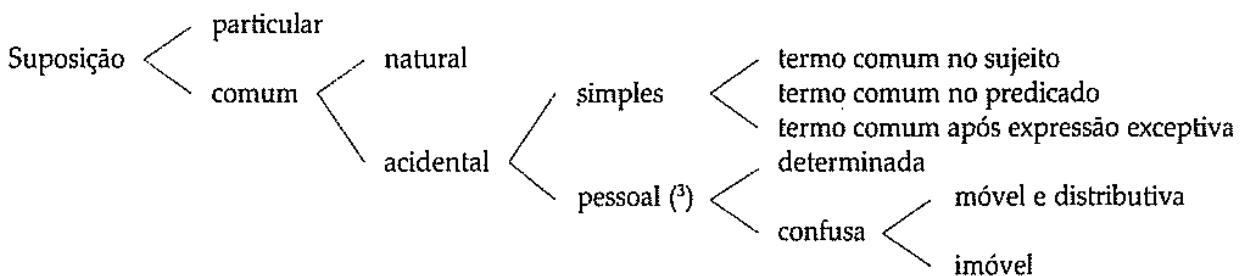 particular
Suposição
comum
natural
acidental
simples
termo comum no sujeito
termo comum no predicado
termo comum após expressão exceptiva
pessoal (³)
determinada
confusa
móvel e distributiva
imóvel